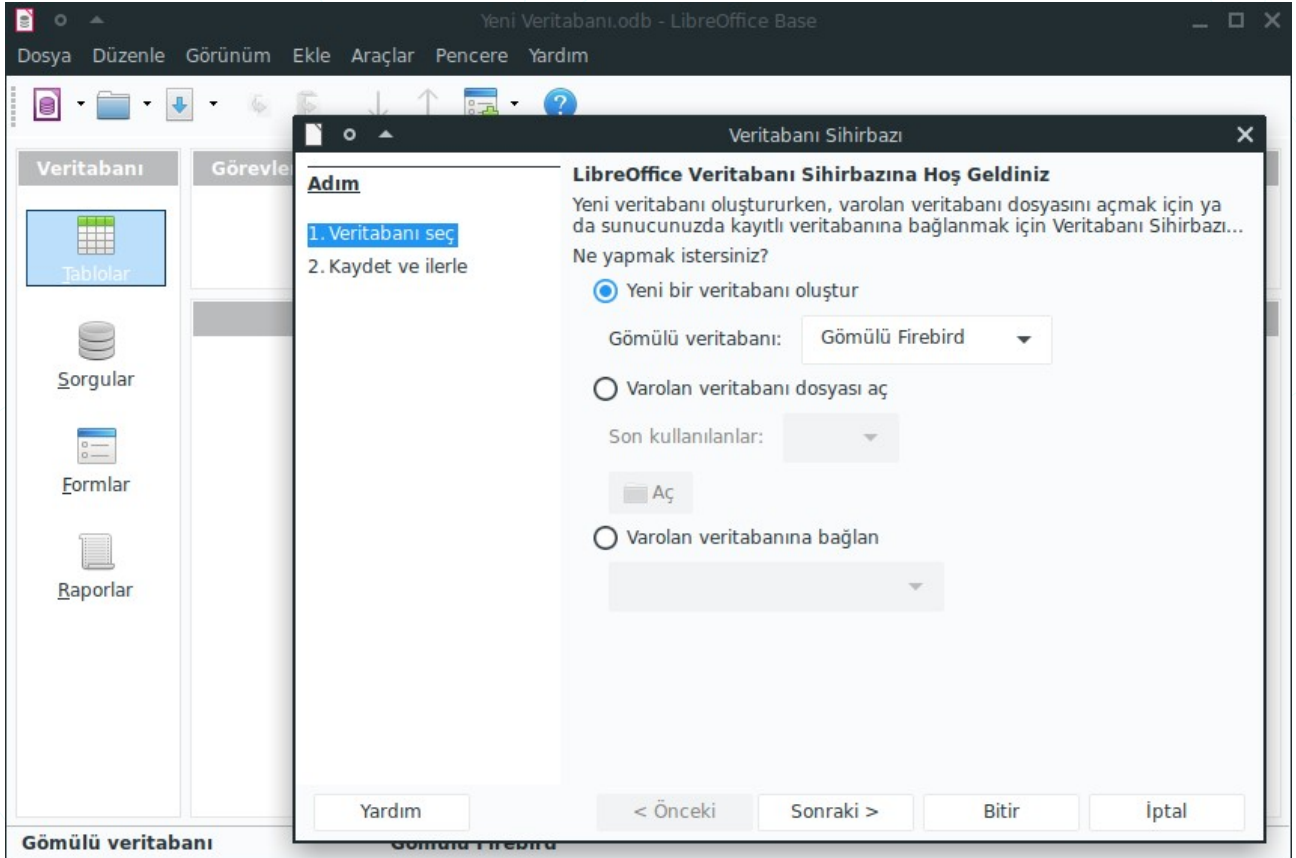 Yeni Veritabanı.odb - LibreOffice Base
Dosya Düzenle Görünüm Ekle Araçlar Pencere Yardım
Veritabanı
Tablolar
Sorgular
Formlar
Raporlar
Veritabanı Sihirbazı
Adım
1. Veritabanı seç
2. Kaydet ve ilerle
LibreOffice Veritabanı Sihirbazına Hoş Geldiniz
Yeni veritabanı oluştururken, varolan veritabanı dosyasını açmak için ya
da sunucunuzda kayıtlı veritabanına bağlanmak için Veritabanı Sihirbazı...
Ne yapmak istersiniz?
Yeni bir veritabanı oluştur
Gömülü veritabanı: Gömülü Firebird
Varolan veritabanı dosyası aç
Son kullanılanlar:
Aç
Varolan veritabanına bağlan
Yardım < Önceki Sonraki > Bitir İptal
Gömülü veritabanı Gömülü Firebird